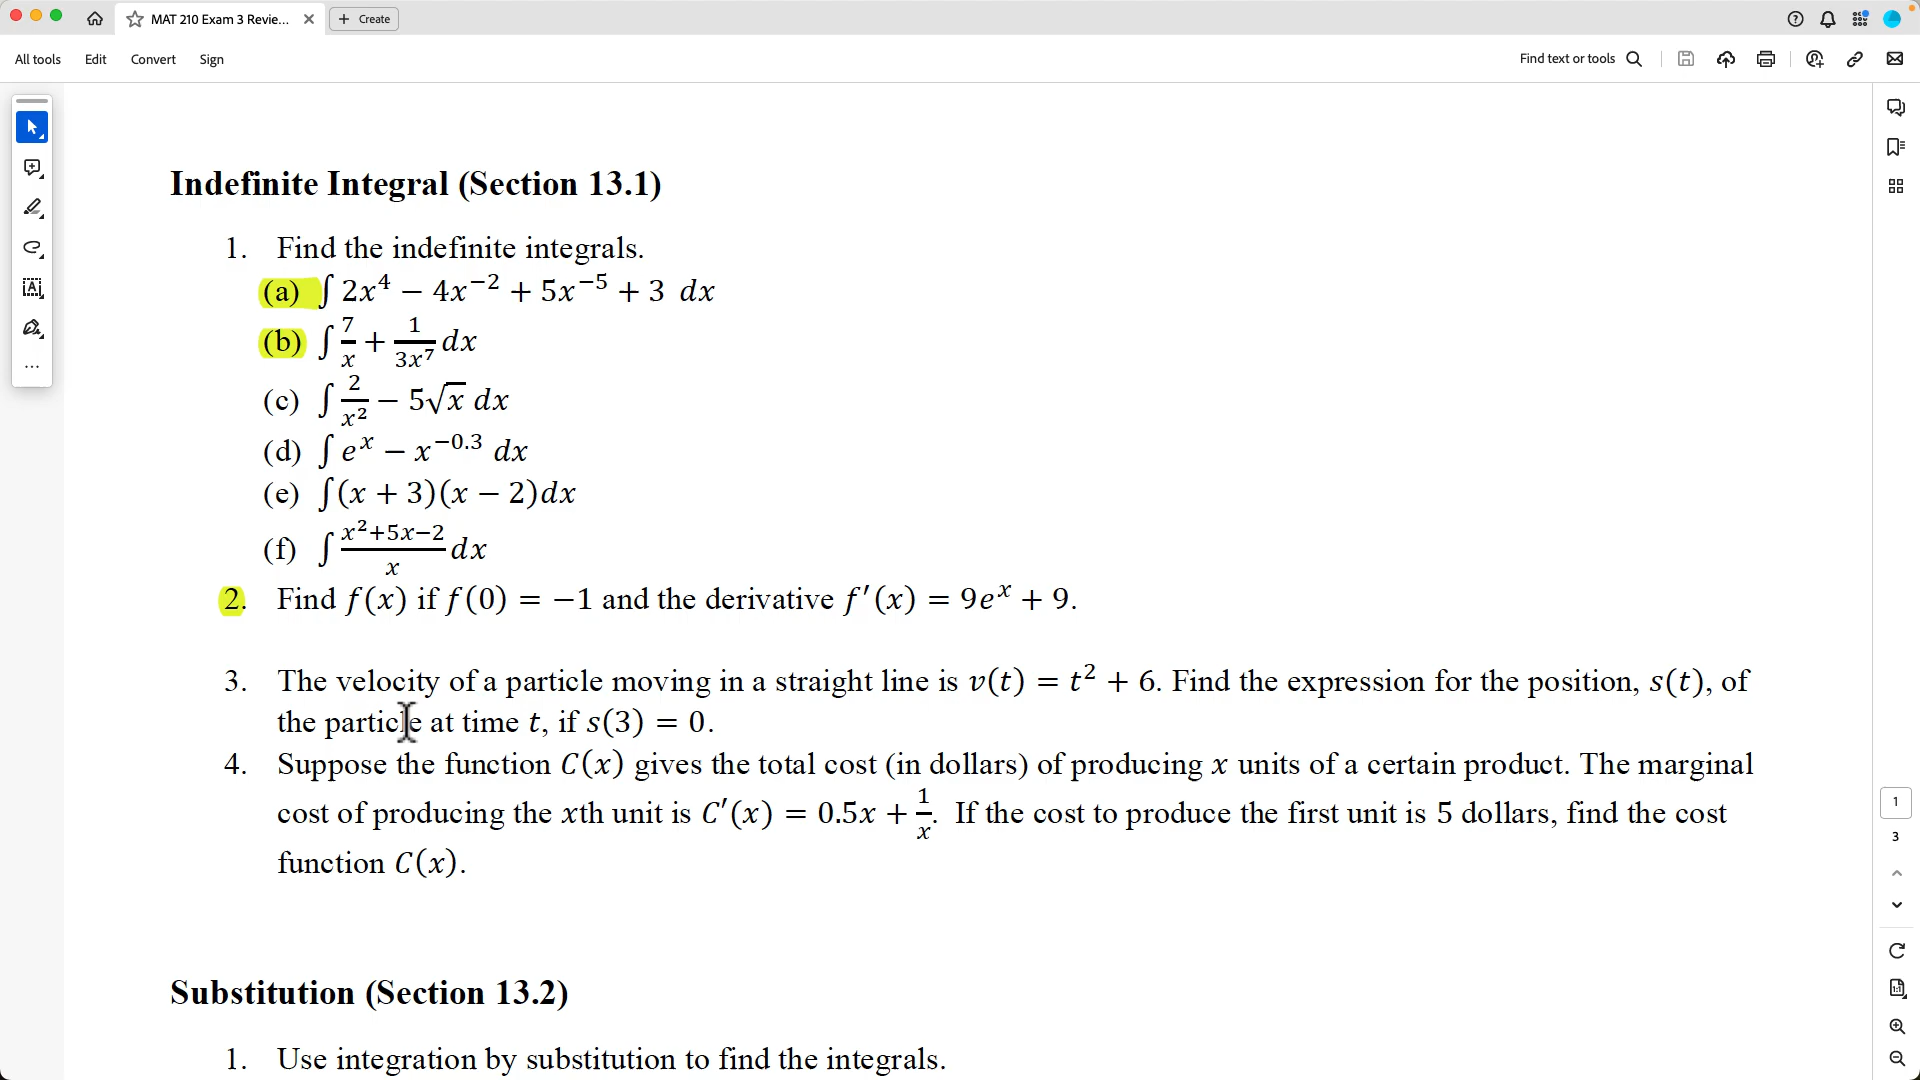 MAT 210 Exam 3 Revie... Create
All tools Edit Convert Sign Find text or tools
Indefinite Integral (Section 13.1)
1. Find the indefinite integrals.
(a) ∫ 2x⁴ − 4x⁻² + 5x⁻⁵ + 3 dx
(b) ∫ 7/x + 1/(3x⁷) dx
(c) ∫ 2/x² − 5√x dx
(d) ∫ eˣ − x⁻⁰·³ dx
(e) ∫(x + 3)(x − 2)dx
(f) ∫ (x²+5x−2)/x dx
2. Find f(x) if f(0) = −1 and the derivative f′(x) = 9eˣ + 9.
3. The velocity of a particle moving in a straight line is v(t) = t² + 6. Find the expression for the position, s(t), of
the particle at time t, if s(3) = 0.
4. Suppose the function C(x) gives the total cost (in dollars) of producing x units of a certain product. The marginal
cost of producing the xth unit is C′(x) = 0.5x + 1/x. If the cost to produce the first unit is 5 dollars, find the cost
function C(x).
1
3
Substitution (Section 13.2)
1. Use integration by substitution to find the integrals.